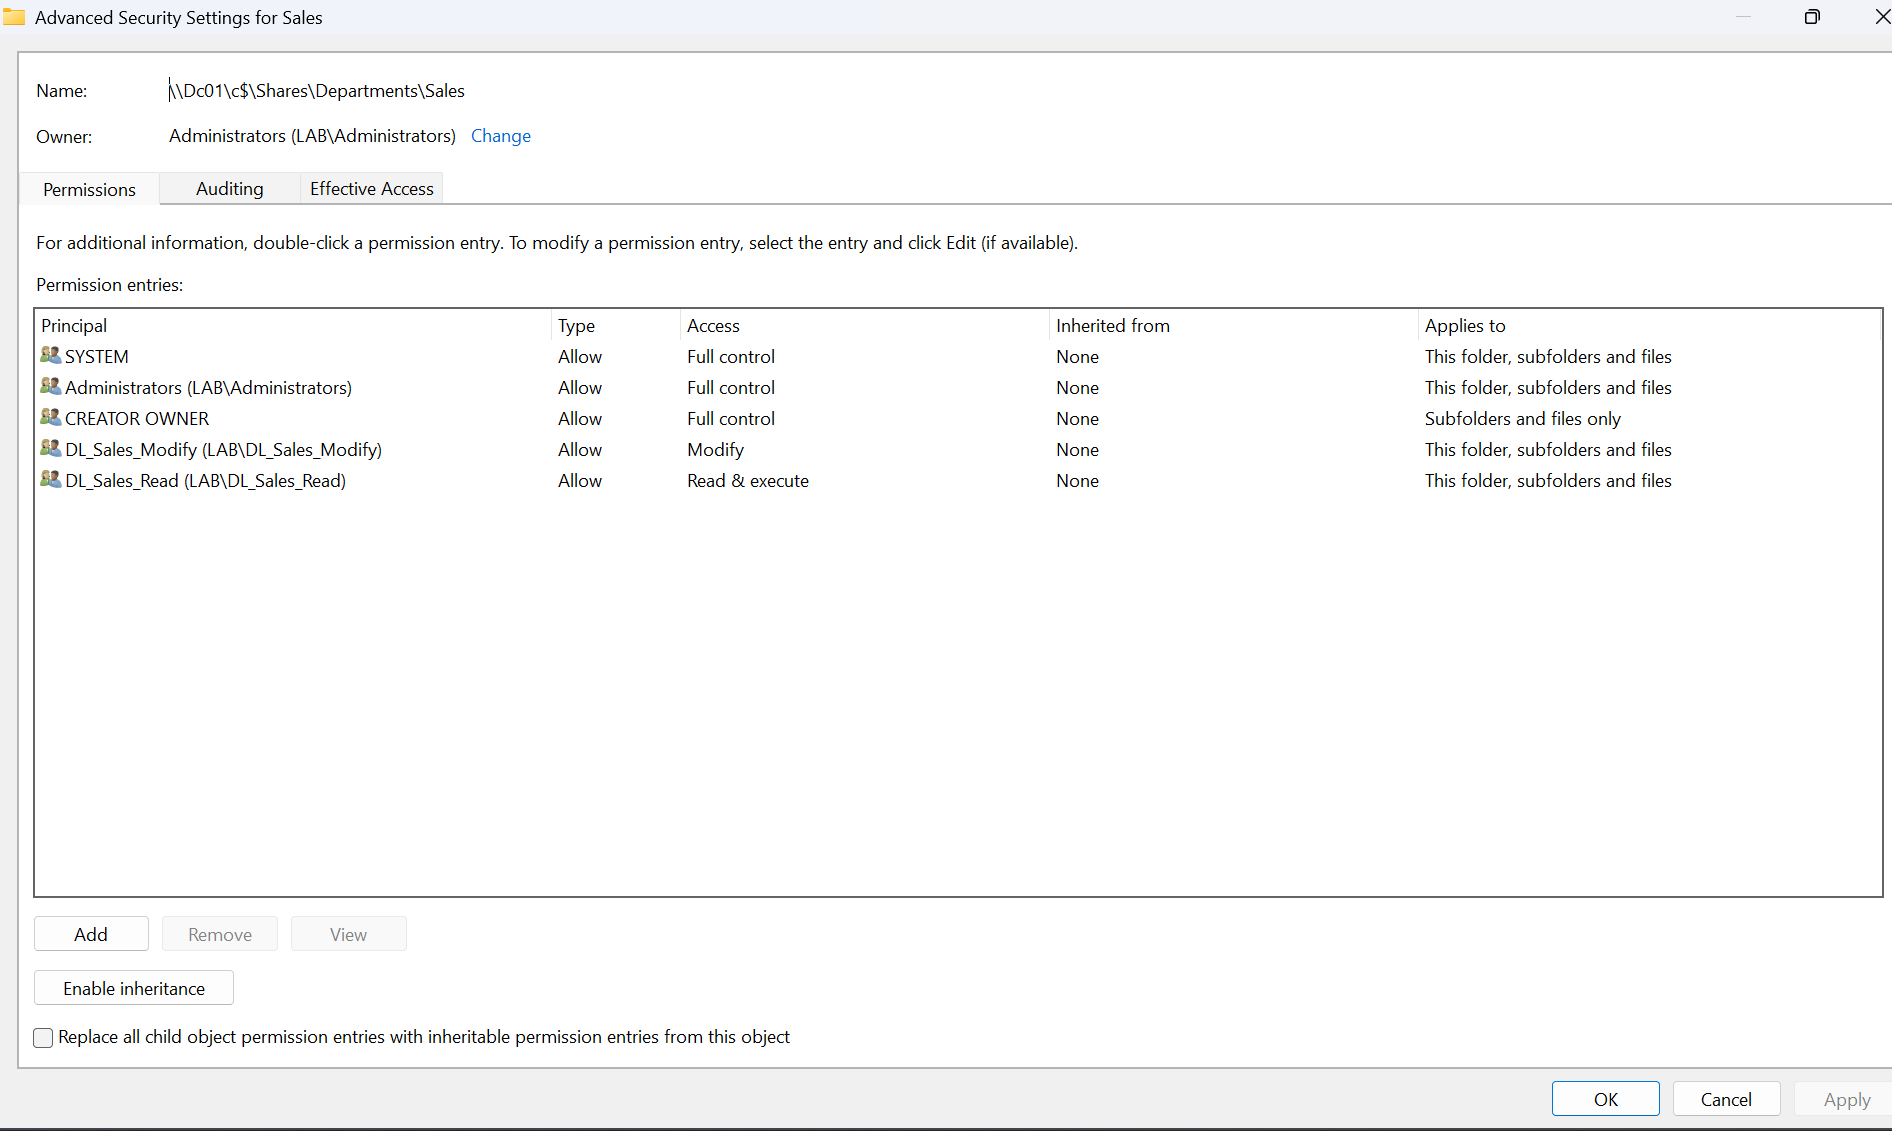 Advanced Security Settings for Sales
Name: \\Dc01\c$\Shares\Departments\Sales
Owner: Administrators (LAB\Administrators) Change
Permissions Auditing Effective Access
For additional information, double-click a permission entry. To modify a permission entry, select the entry and click Edit (if available).
Permission entries:
Principal Type Access Inherited from Applies to
SYSTEM Allow Full control None This folder, subfolders and files
Administrators (LAB\Administrators) Allow Full control None This folder, subfolders and files
CREATOR OWNER Allow Full control None Subfolders and files only
DL_Sales_Modify (LAB\DL_Sales_Modify) Allow Modify None This folder, subfolders and files
DL_Sales_Read (LAB\DL_Sales_Read) Allow Read & execute None This folder, subfolders and files
Add Remove View
Enable inheritance
Replace all child object permission entries with inheritable permission entries from this object
OK Cancel Apply